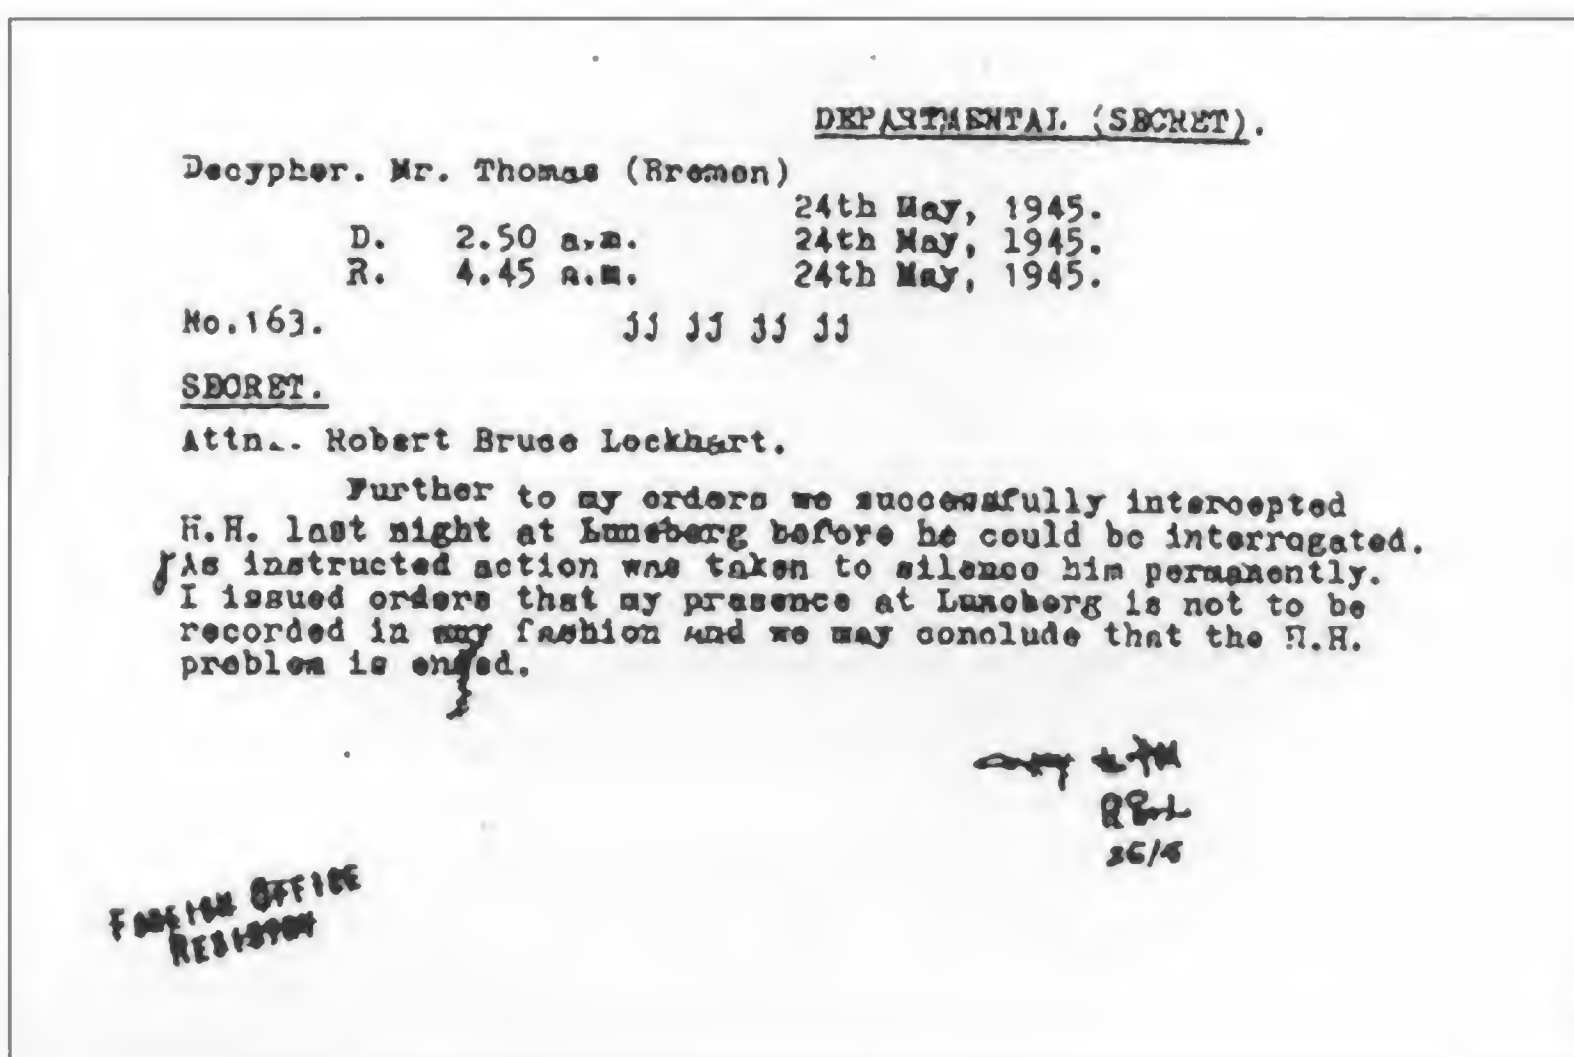 DEPARTMENTAL (SECRET).
Decypher. Mr. Thomas (Bremen)
24th May, 1945.
D. 2.50 a.m. 24th May, 1945.
R. 4.45 a.m. 24th May, 1945.
No.163.
jj jj jj jj
SECRET.
Attn.. Robert Bruce Lockhart.
Further to my orders we successfully intercepted
H.H. last night at Luneberg before he could be interrogated.
As instructed action was taken to silence him permanently.
I issued orders that my presence at Luneberg is not to be
recorded in any fashion and we may conclude that the H.H.
problem is ended.
FOREIGN OFFICE
REGISTRY